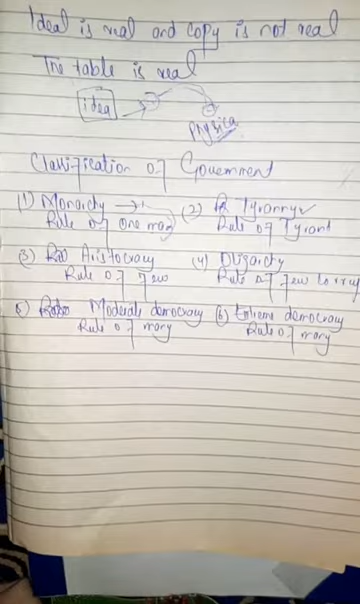 Ideal is real and copy is not real
The table is real
idea
Physica
Classification of Government
(1) Monarchy → (2) Tyranny
Rule of one man Rule of Tyrant
(3) Aristocracy (4) Oligarchy
Rule of Few Rule of Few
(5) Moderate democracy (6) Extreme democracy
Rule of many Rule of many